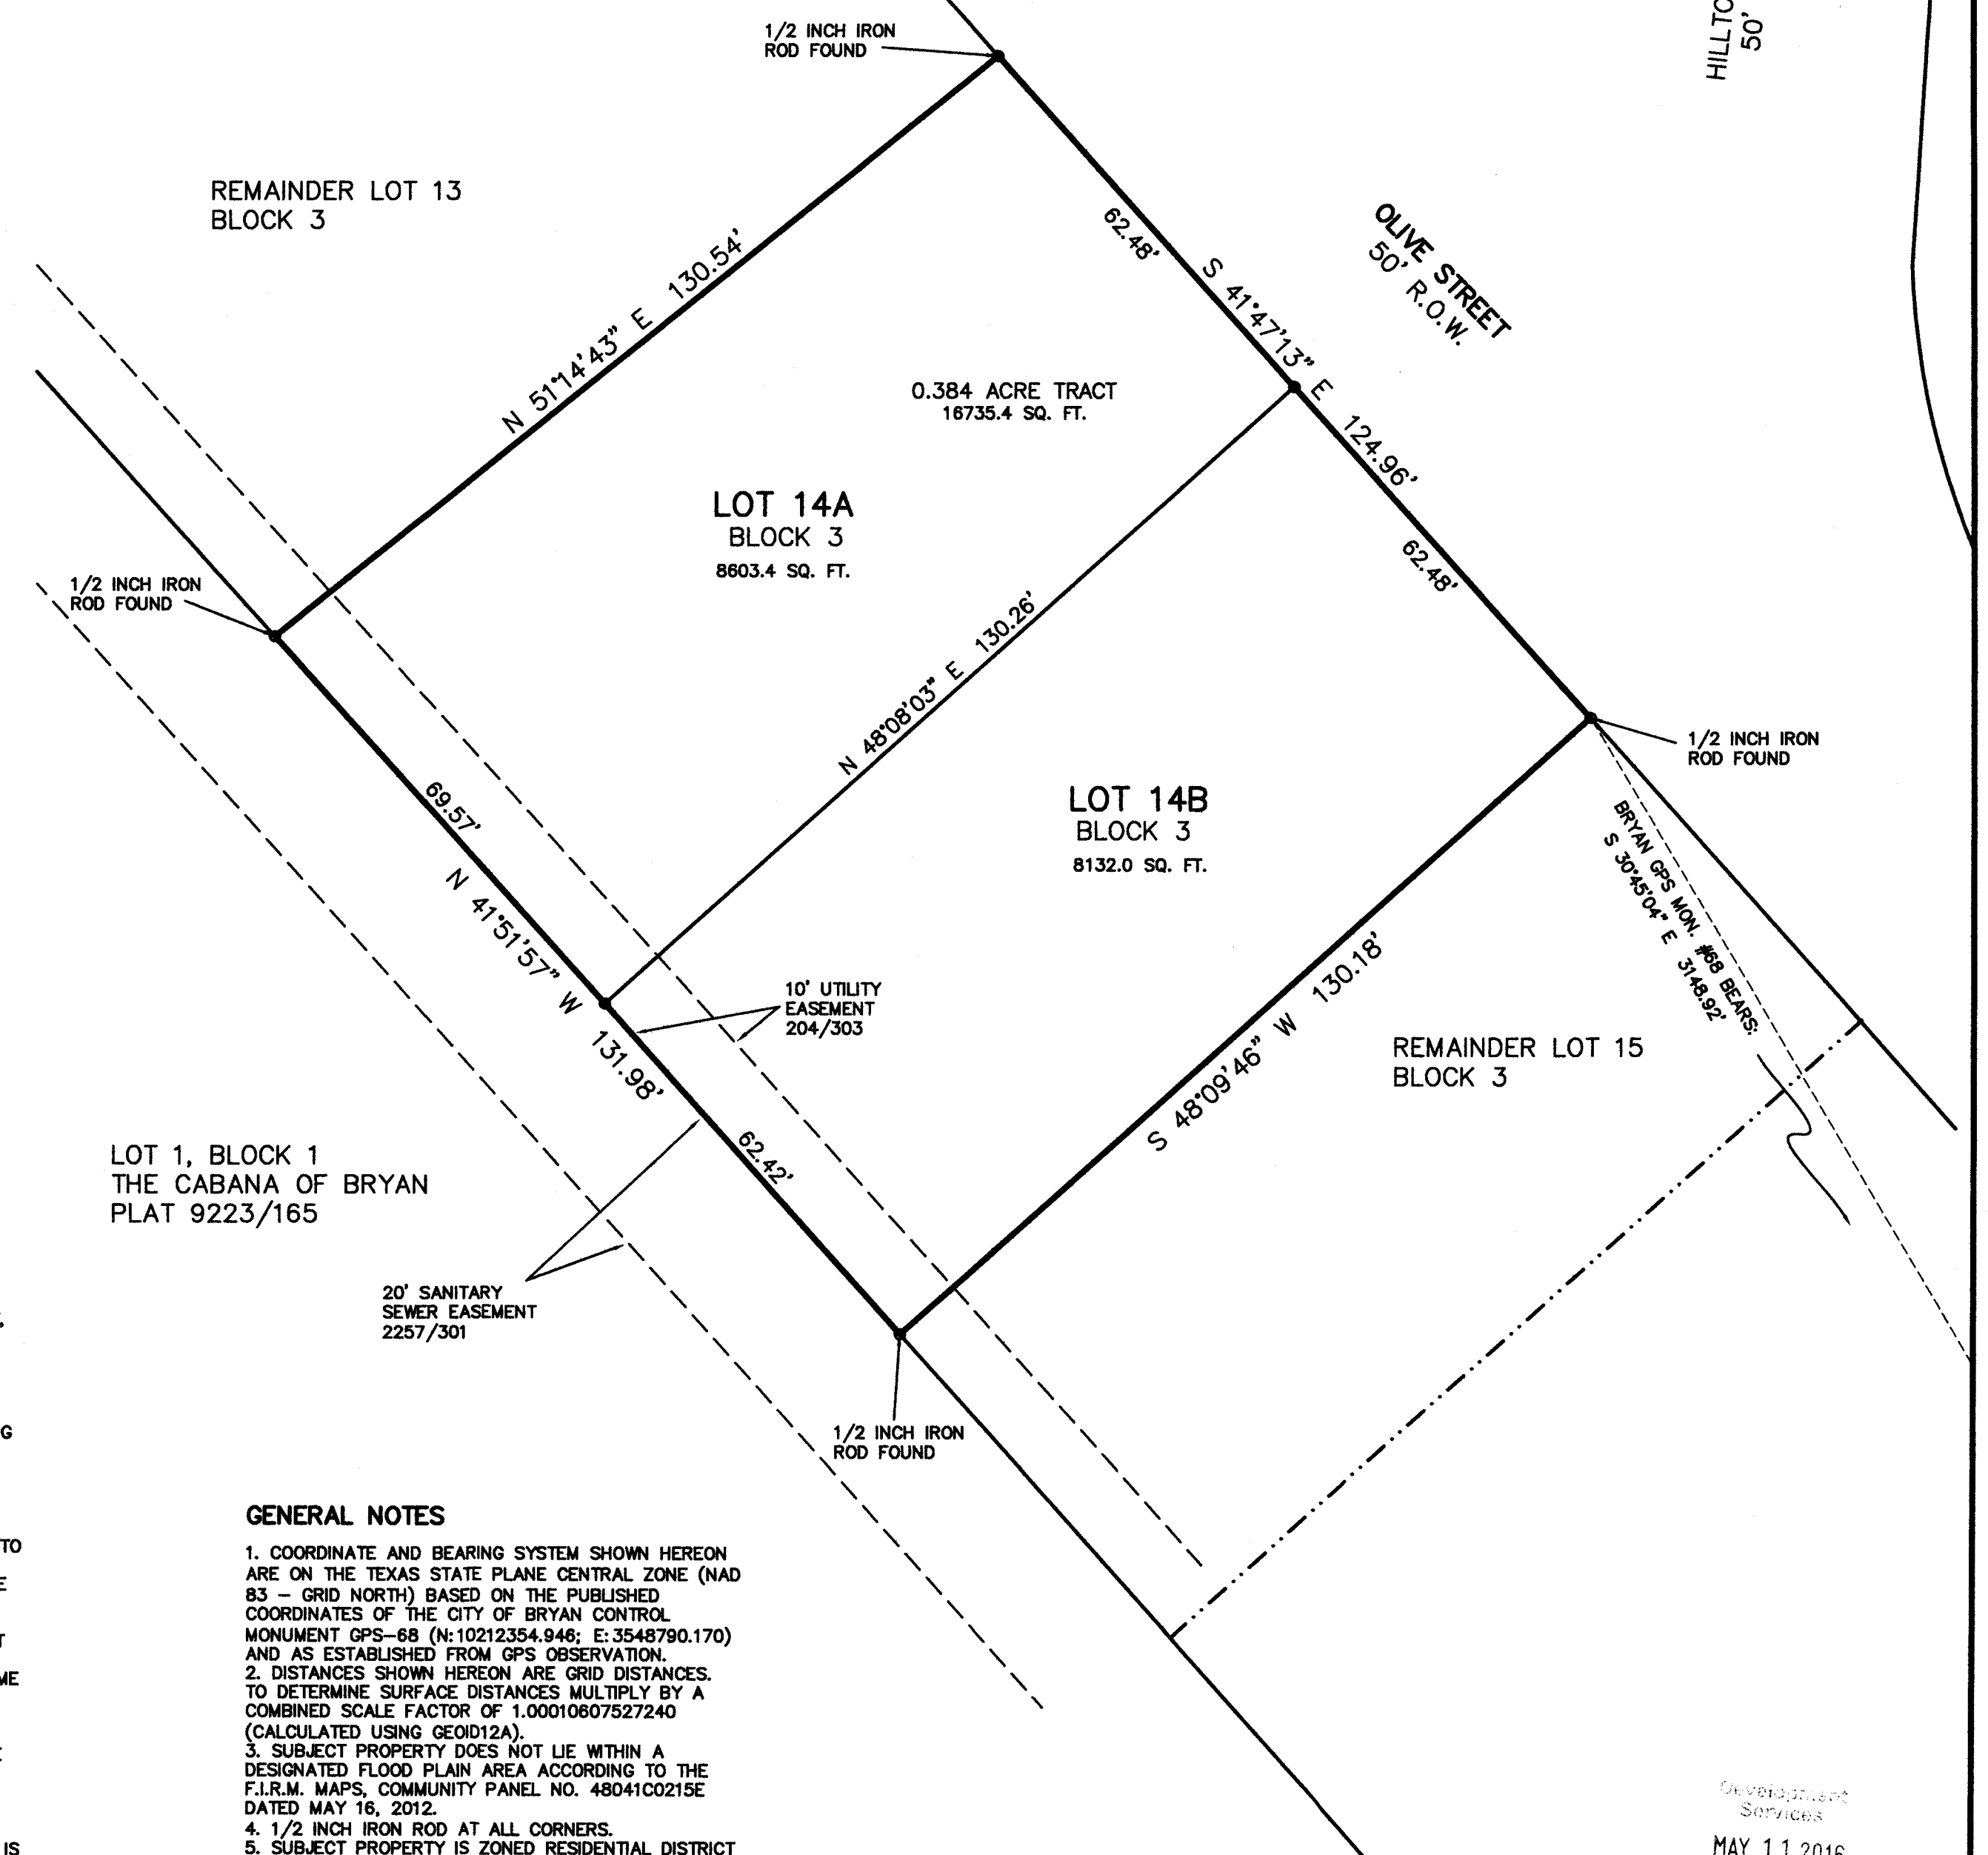 HILLTO
50'
1/2 INCH IRON
ROD FOUND
REMAINDER LOT 13
BLOCK 3
N 51°14'43" E 130.54'
62.48'
S 41°47'13" E 124.96'
OLIVE STREET
50' R.O.W.
0.384 ACRE TRACT
16735.4 SQ. FT.
LOT 14A
BLOCK 3
8603.4 SQ. FT.
62.48'
1/2 INCH IRON
ROD FOUND
N 48°08'03" E 130.26'
1/2 INCH IRON
ROD FOUND
69.57'
N 41°51'57" W 131.98'
LOT 14B
BLOCK 3
8132.0 SQ. FT.
BRYAN GPS MON. #68 BEARS:
S 30°45'04" E 3148.92'
10' UTILITY
EASEMENT
204/303
S 48°09'46" W 130.18'
REMAINDER LOT 15
BLOCK 3
62.42'
LOT 1, BLOCK 1
THE CABANA OF BRYAN
PLAT 9223/165
20' SANITARY
SEWER EASEMENT
2257/301
1/2 INCH IRON
ROD FOUND
G
TO
E
T
ME
IS
GENERAL NOTES
1. COORDINATE AND BEARING SYSTEM SHOWN HEREON
ARE ON THE TEXAS STATE PLANE CENTRAL ZONE (NAD
83 – GRID NORTH) BASED ON THE PUBLISHED
COORDINATES OF THE CITY OF BRYAN CONTROL
MONUMENT GPS–68 (N:10212354.946; E:3548790.170)
AND AS ESTABLISHED FROM GPS OBSERVATION.
2. DISTANCES SHOWN HEREON ARE GRID DISTANCES.
TO DETERMINE SURFACE DISTANCES MULTIPLY BY A
COMBINED SCALE FACTOR OF 1.00010607527240
(CALCULATED USING GEOID12A).
3. SUBJECT PROPERTY DOES NOT LIE WITHIN A
DESIGNATED FLOOD PLAIN AREA ACCORDING TO THE
F.I.R.M. MAPS, COMMUNITY PANEL NO. 48041C0215E
DATED MAY 16, 2012.
4. 1/2 INCH IRON ROD AT ALL CORNERS.
5. SUBJECT PROPERTY IS ZONED RESIDENTIAL DISTRICT
Development
Services
MAY 11 2016